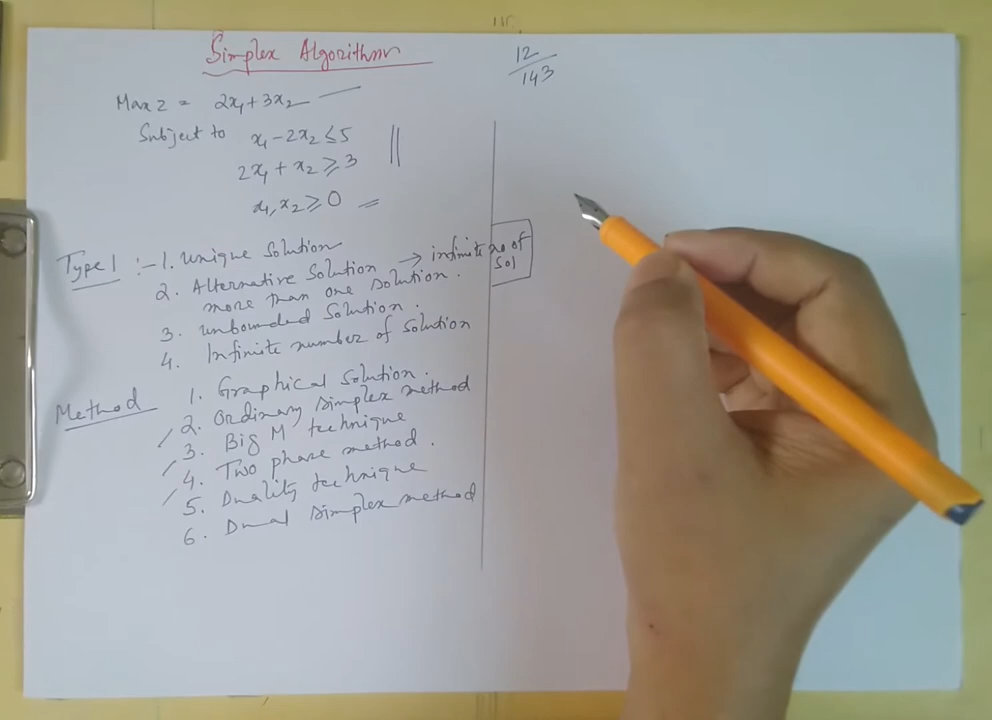 Simplex Algorithm
12
143
Max Z = 2x₁ + 3x₂
Subject to x₁ - 2x₂ ≤ 5
2x₁ + x₂ ≥ 3
x₁, x₂ ≥ 0
Type 1 :- 1. Unique Solution
2. Alternative Solution → infinite no of
sol
more than one solution.
3. unbounded solution.
4. Infinite number of solution
Method 1. Graphical solution.
2. Ordinary simplex method
3. Big M technique
4. Two phase method.
5. Duality technique
6. Dual simplex method